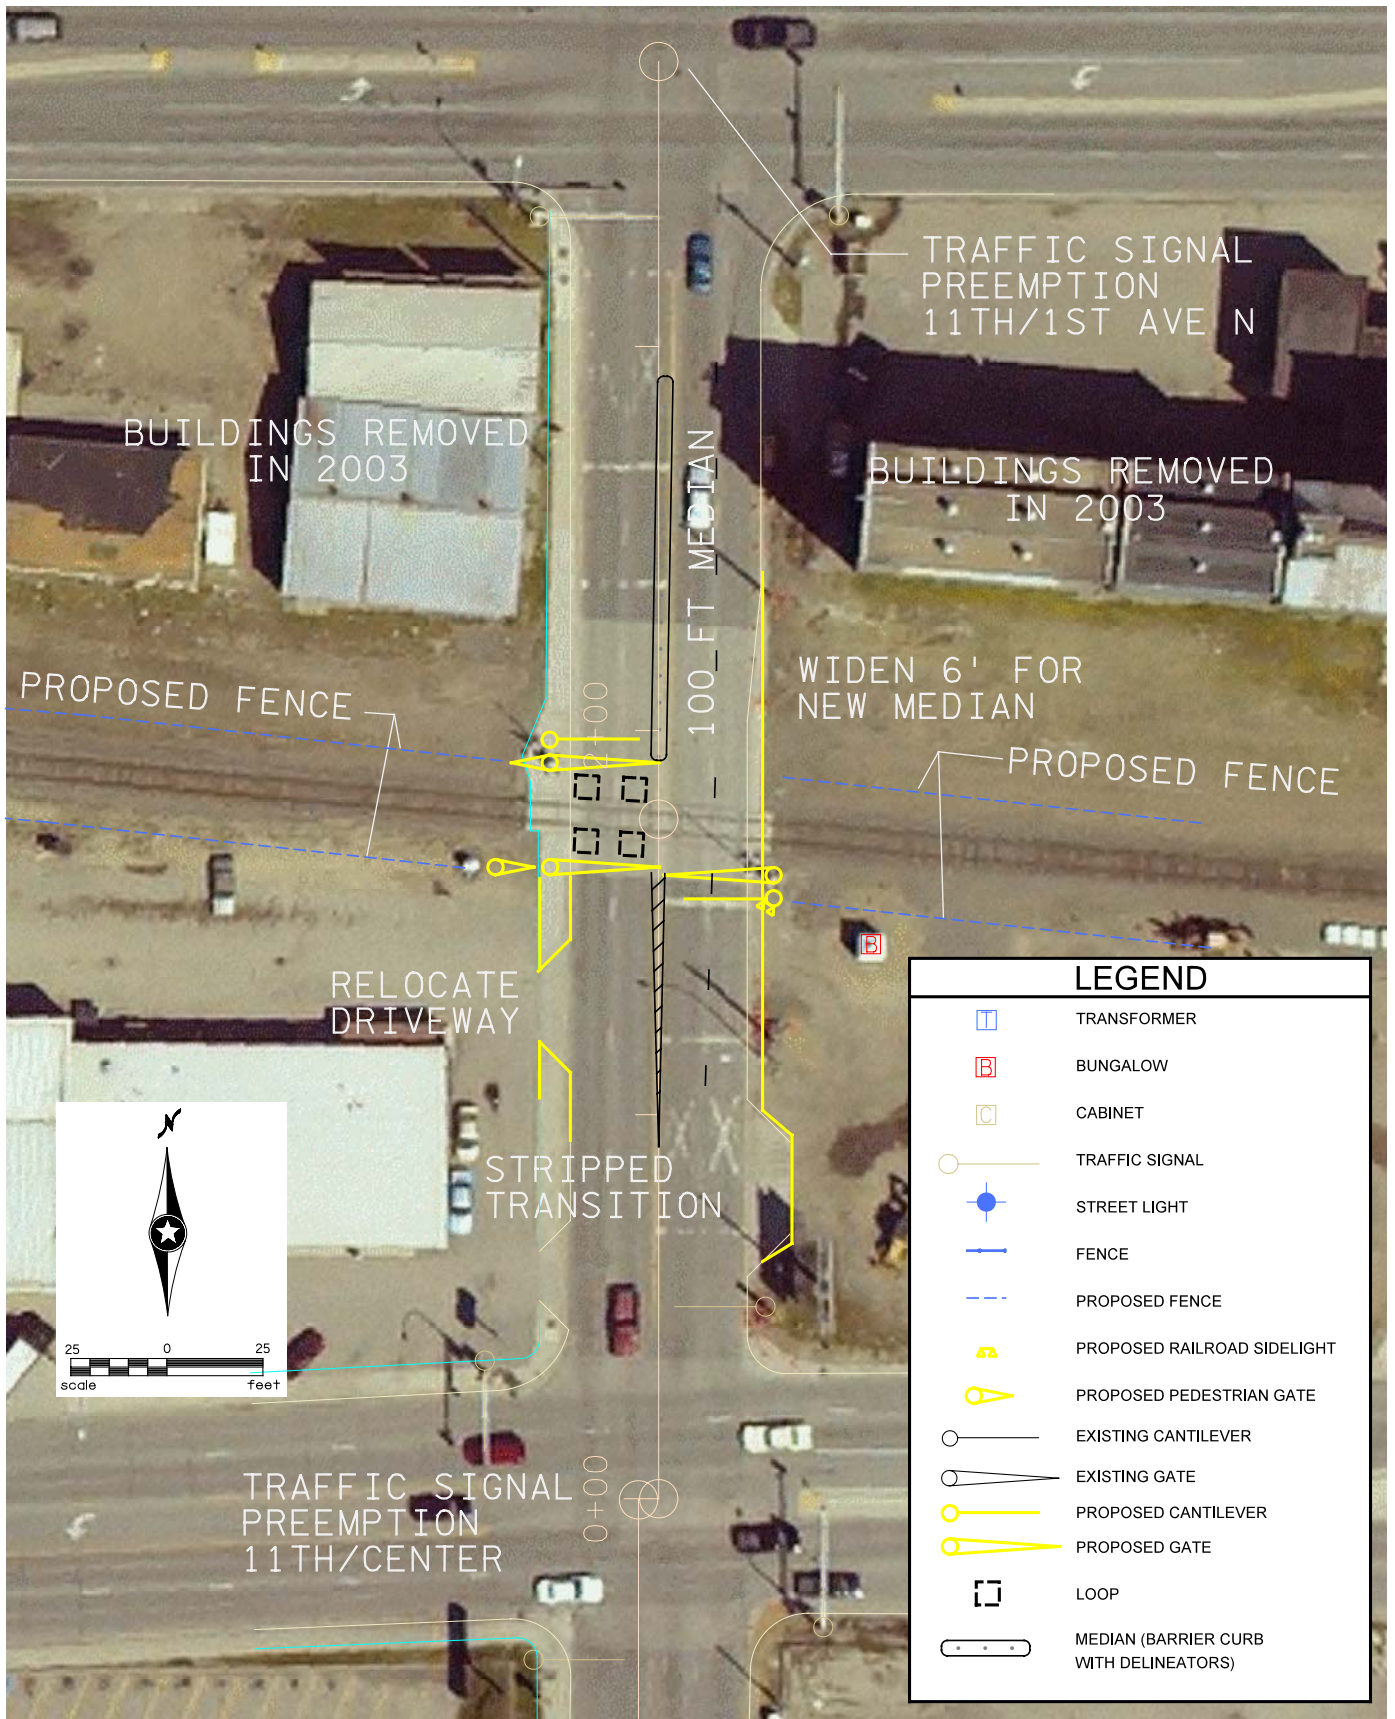 TRAFFIC SIGNAL
PREEMPTION
11TH/1ST AVE N
BUILDINGS REMOVED
IN 2003
BUILDINGS REMOVED
IN 2003
100 FT MEDIAN
WIDEN 6' FOR
NEW MEDIAN
PROPOSED FENCE
2+00
PROPOSED FENCE
B
RELOCATE
DRIVEWAY
STRIPPED
TRANSITION
N
25 0 25
scale feet
TRAFFIC SIGNAL
PREEMPTION
11TH/CENTER
0+00
LEGEND
T TRANSFORMER
B BUNGALOW
C CABINET
TRAFFIC SIGNAL
STREET LIGHT
FENCE
PROPOSED FENCE
PROPOSED RAILROAD SIDELIGHT
PROPOSED PEDESTRIAN GATE
EXISTING CANTILEVER
EXISTING GATE
PROPOSED CANTILEVER
PROPOSED GATE
LOOP
MEDIAN (BARRIER CURB
WITH DELINEATORS)